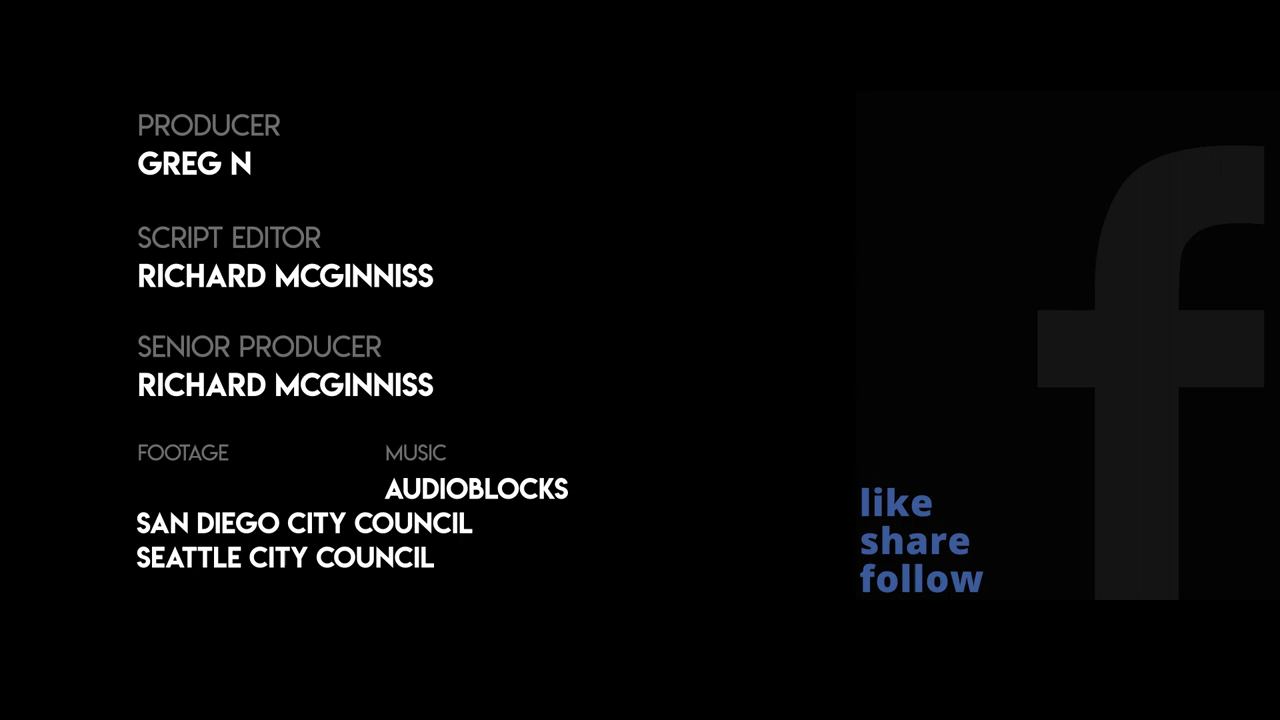 PRODUCER
GREG N
SCRIPT EDITOR
RICHARD MCGINNISS
SENIOR PRODUCER
RICHARD MCGINNISS
FOOTAGE
MUSIC
AUDIOBLOCKS
SAN DIEGO CITY COUNCIL
SEATTLE CITY COUNCIL
f
like
share
follow